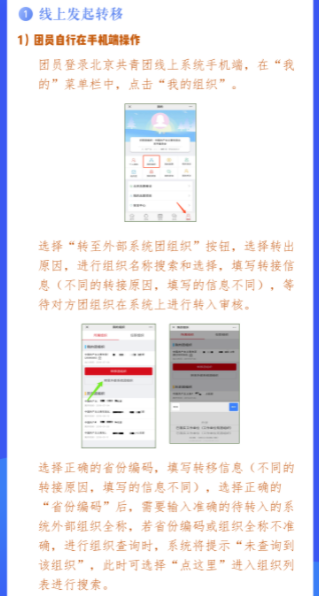 1 线上发起转移
1）团员自行在手机端操作
团员登录北京共青团线上系统手机端，在“我
的”菜单栏中，点击“我的组织”。
选择“转至外部系统团组织”按钮，选择转出
原因，进行组织名称搜索和选择，填写转接信
息（不同的转接原因，填写的信息不同），等
待对方团组织在系统上进行转入审核。
选择正确的省份编码，填写转移信息（不同的
转接原因，填写的信息不同），选择正确的
“省份编码”后，需要输入准确的待转入的系
统外部组织全称，若省份编码或组织全称不准
确，进行组织查询时，系统将提示“未查询到
该组织”，此时可选择“点这里”进入组织列
表进行搜索。